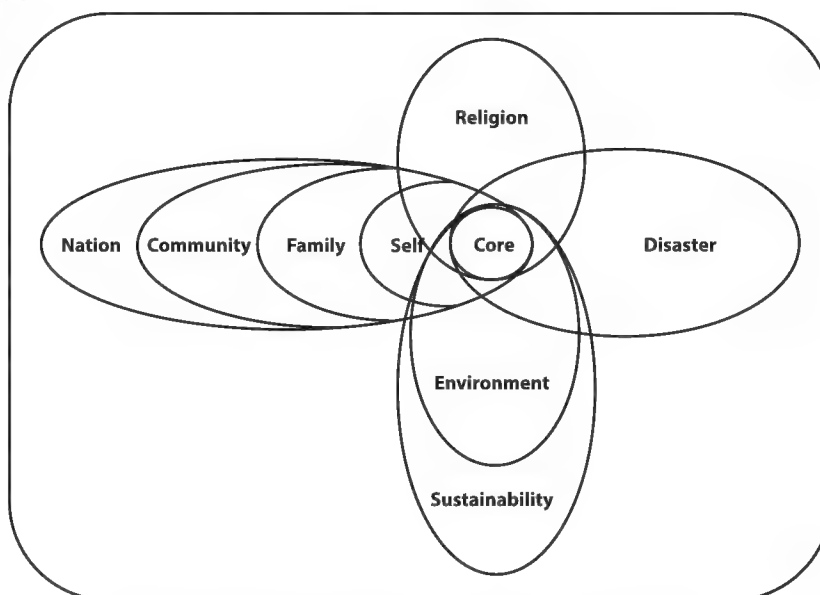 Religion
Nation Community Family Self Core Disaster
Environment
Sustainability